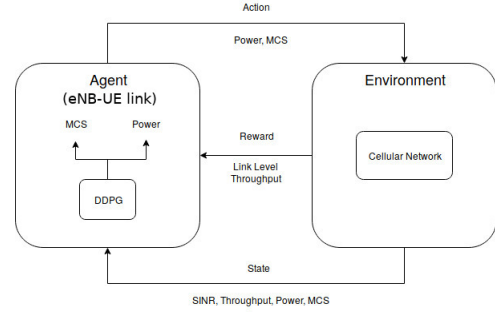 Action
Power, MCS
Agent
(eNB-UE link)
MCS
Power
DDPG
Reward
Link Level
Throughput
Environment
Cellular Network
State
SINR, Throughput, Power, MCS